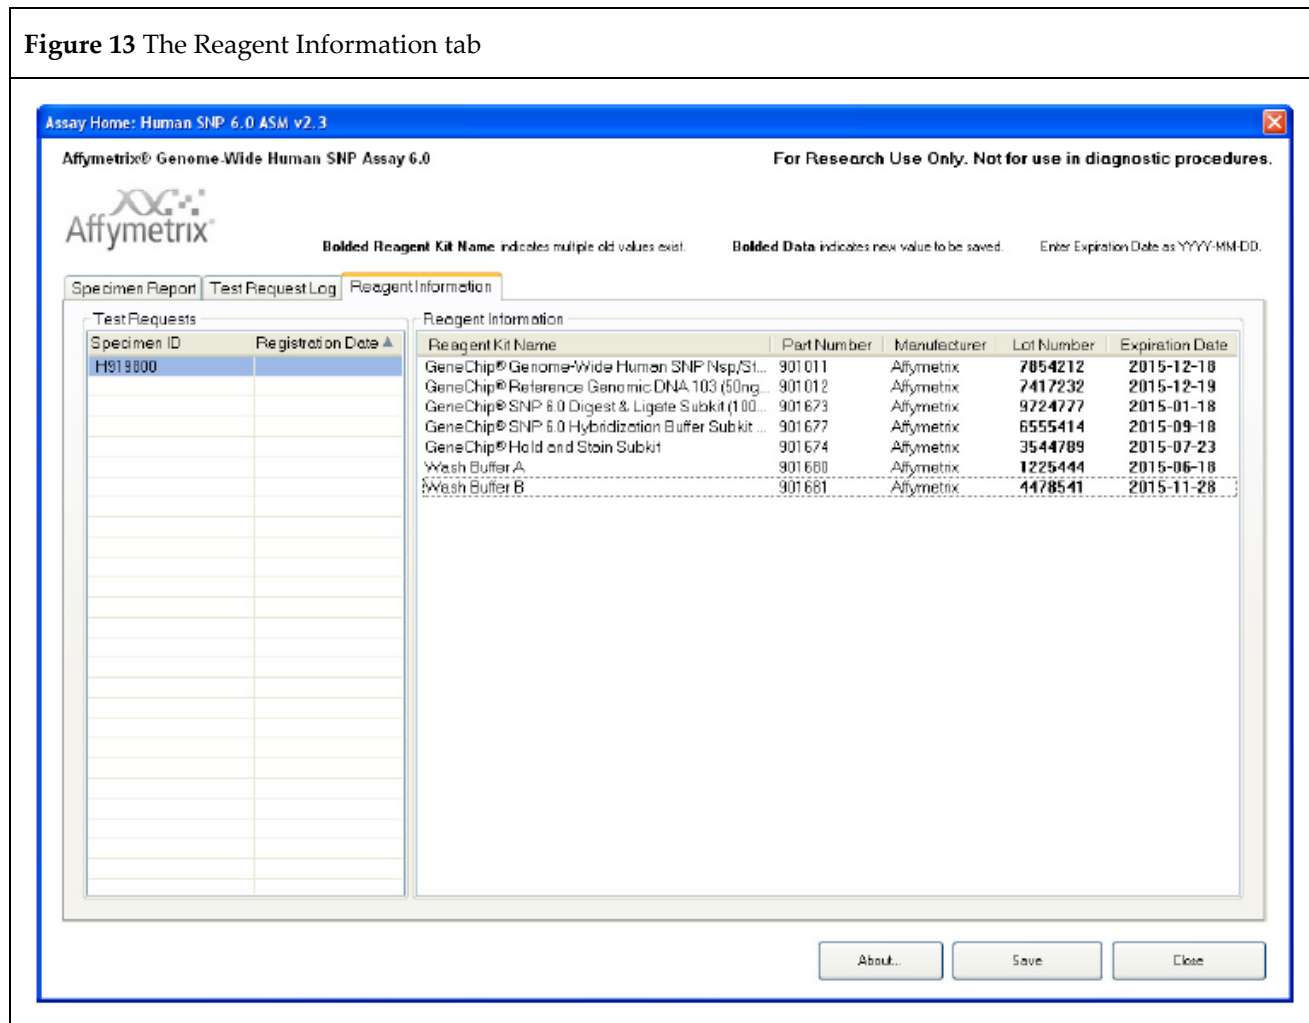 Figure 13 The Reagent Information tab
Assay Home: Human SNP 6.0 ASM v2.3
Affymetrix® Genome-Wide Human SNP Assay 6.0
For Research Use Only. Not for use in diagnostic procedures.
Affymetrix®
Bolded Reagent Kit Name indicates multiple old values exist. Bolded Data indicates new value to be saved. Enter Expiration Date as YYYY-MM-DD.
Specimen Report Test Request Log Reagent Information
Test Requests Reagent Information
Specimen ID Registration Date Reagent Kit Name Part Number Manufacturer Lot Number Expiration Date
H919800 GeneChip® Genome-Wide Human SNP Nsp/St... 901011 Affymetrix 7854212 2015-12-18
GeneChip® Reference Genomic DNA 103 (50ng... 901012 Affymetrix 7417232 2015-12-19
GeneChip® SNP 6.0 Digest & Ligate Subkit (100... 901673 Affymetrix 9724777 2015-01-18
GeneChip® SNP 6.0 Hybridization Buffer Subkit ... 901677 Affymetrix 6555414 2015-09-18
GeneChip® Hold and Stain Subkit 901674 Affymetrix 3544789 2015-07-23
Wash Buffer A 901680 Affymetrix 1225444 2015-06-18
Wash Buffer B 901681 Affymetrix 4478541 2015-11-28
About... Save Close